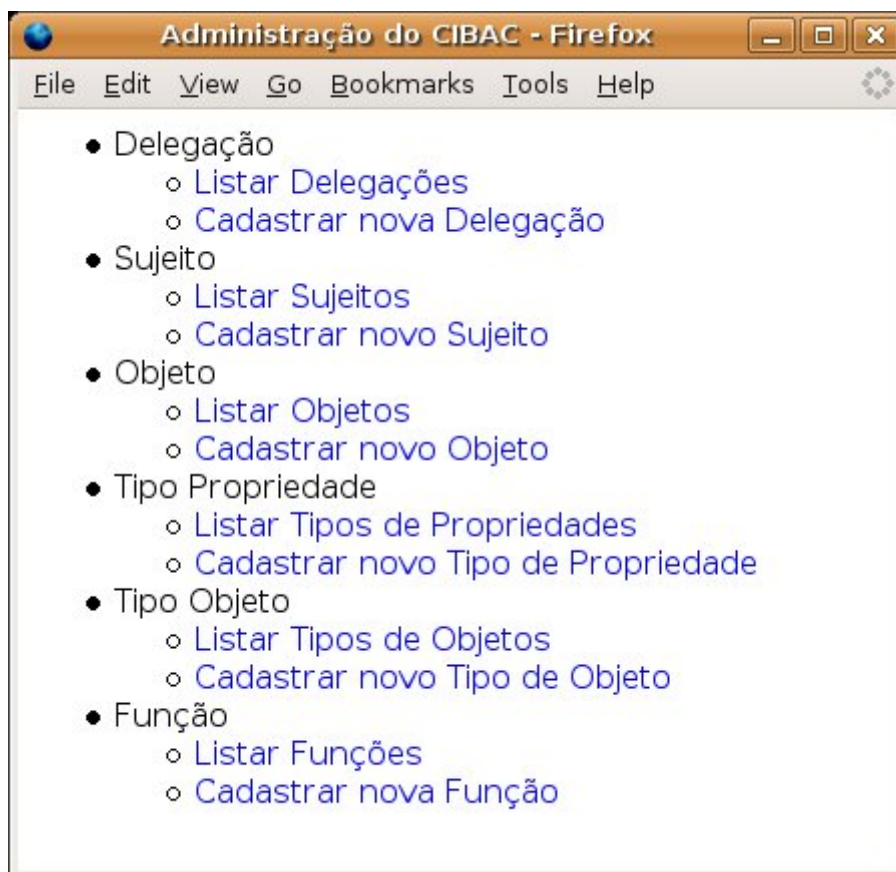 Administração do CIBAC - Firefox
File Edit View Go Bookmarks Tools Help
Delegação
Listar Delegações
Cadastrar nova Delegação
Sujeito
Listar Sujeitos
Cadastrar novo Sujeito
Objeto
Listar Objetos
Cadastrar novo Objeto
Tipo Propriedade
Listar Tipos de Propriedades
Cadastrar novo Tipo de Propriedade
Tipo Objeto
Listar Tipos de Objetos
Cadastrar novo Tipo de Objeto
Função
Listar Funções
Cadastrar nova Função